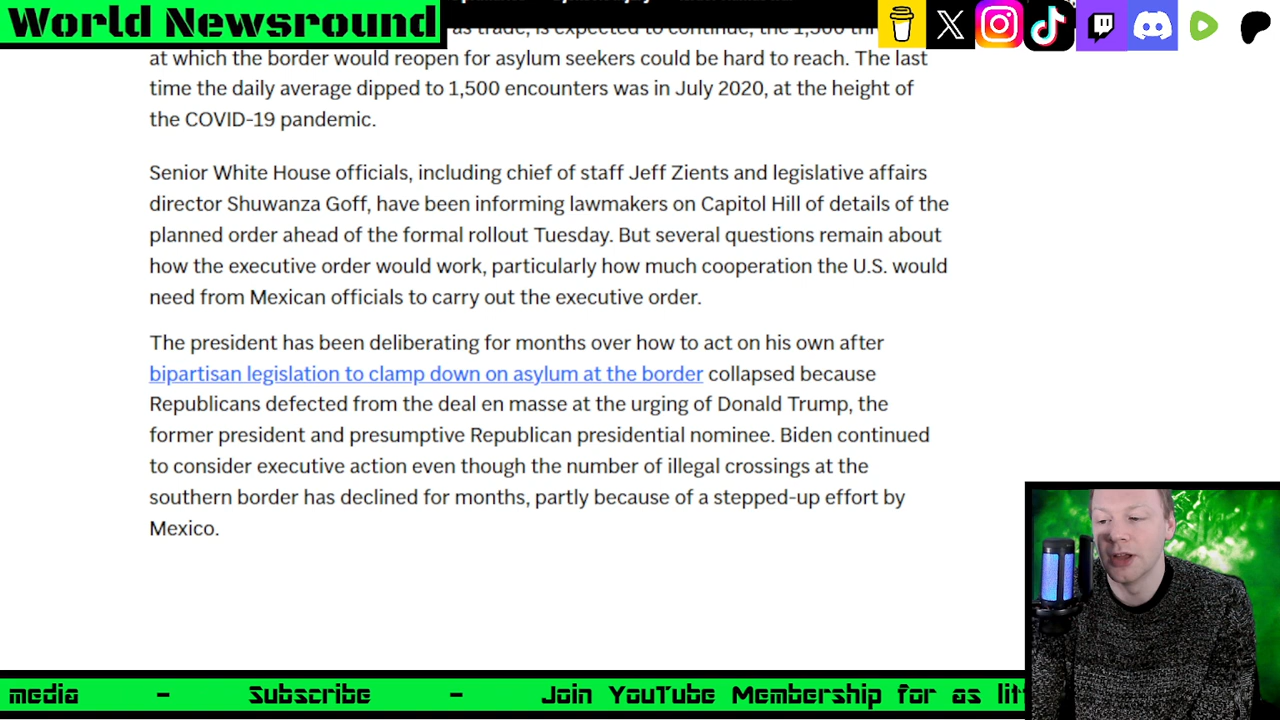 World Newsround
as trade, is expected to continue, the 1,500
at which the border would reopen for asylum seekers could be hard to reach. The last
time the daily average dipped to 1,500 encounters was in July 2020, at the height of
the COVID-19 pandemic.
Senior White House officials, including chief of staff Jeff Zients and legislative affairs
director Shuwanza Goff, have been informing lawmakers on Capitol Hill of details of the
planned order ahead of the formal rollout Tuesday. But several questions remain about
how the executive order would work, particularly how much cooperation the U.S. would
need from Mexican officials to carry out the executive order.
The president has been deliberating for months over how to act on his own after
bipartisan legislation to clamp down on asylum at the border collapsed because
Republicans defected from the deal en masse at the urging of Donald Trump, the
former president and presumptive Republican presidential nominee. Biden continued
to consider executive action even though the number of illegal crossings at the
southern border has declined for months, partly because of a stepped-up effort by
Mexico.
media - Subscribe - Join YouTube Membership for as lit